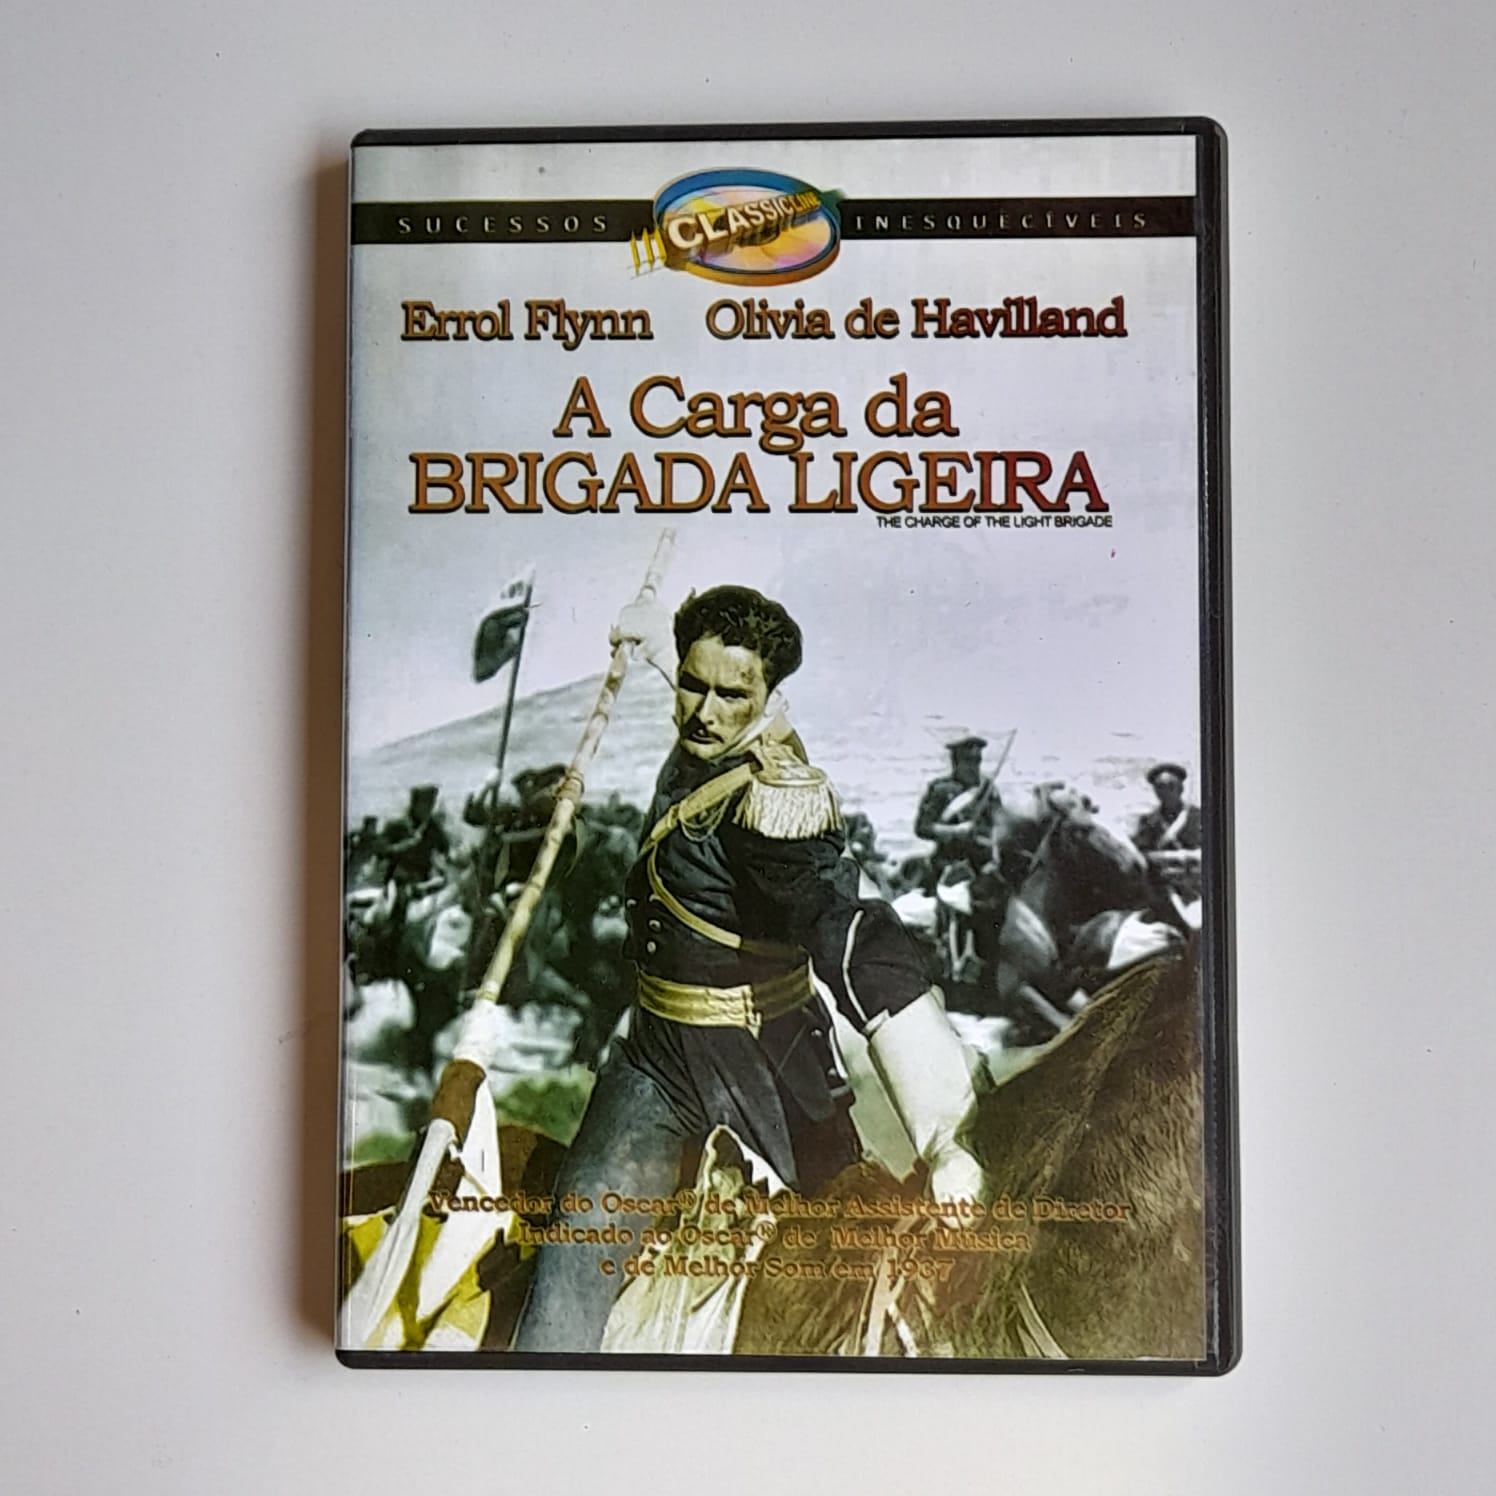 SUCESSOS CLASSICLINE INESQUECÍVEIS
Errol Flynn Olivia de Havilland
A Carga da
BRIGADA LIGEIRA
THE CHARGE OF THE LIGHT BRIGADE
Vencedor do Oscar® de Melhor Assistente de Diretor
Indicado ao Oscar® de Melhor Música
e de Melhor Som em 1937